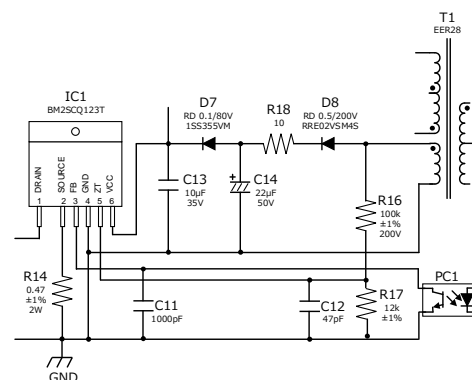 T1
EER28
IC1
BM2SCQ123T
D7
RD 0.1/80V
1SS355VM
R18
10
D8
RD 0.5/200V
RRE02VSM4S
DRAIN
SOURCE
FB
GND
ZT
VCC
1 2 3 4 5 6
C13
10µF
35V
+
C14
22µF
50V
R16
100k
±1%
200V
R14
0.47
±1%
2W
C11
1000pF
C12
47pF
R17
12k
±1%
PC1
GND